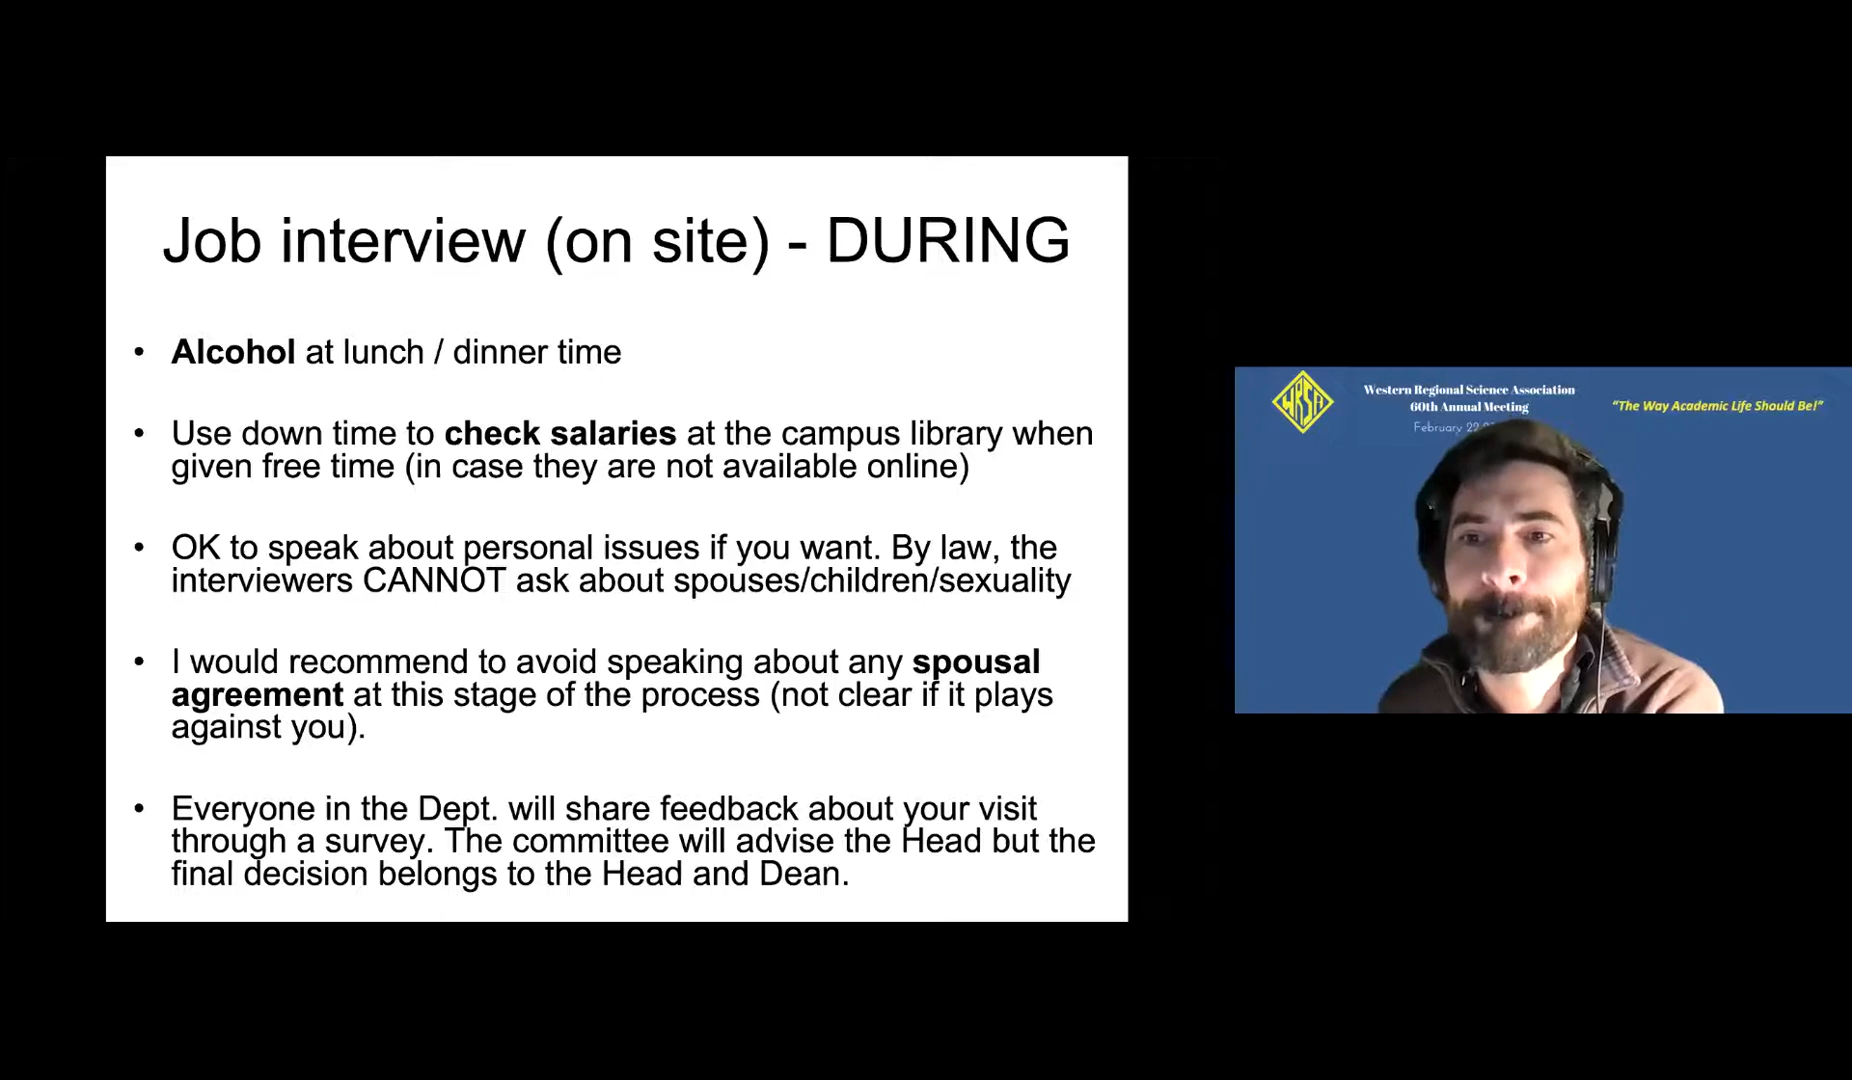 Job interview (on site) - DURING
• Alcohol at lunch / dinner time
• Use down time to check salaries at the campus library when
given free time (in case they are not available online)
• OK to speak about personal issues if you want. By law, the
interviewers CANNOT ask about spouses/children/sexuality
• I would recommend to avoid speaking about any spousal
agreement at this stage of the process (not clear if it plays
against you).
• Everyone in the Dept. will share feedback about your visit
through a survey. The committee will advise the Head but the
final decision belongs to the Head and Dean.
WRSA
Western Regional Science Association
60th Annual Meeting
February 22
"The Way Academic Life Should Be!"